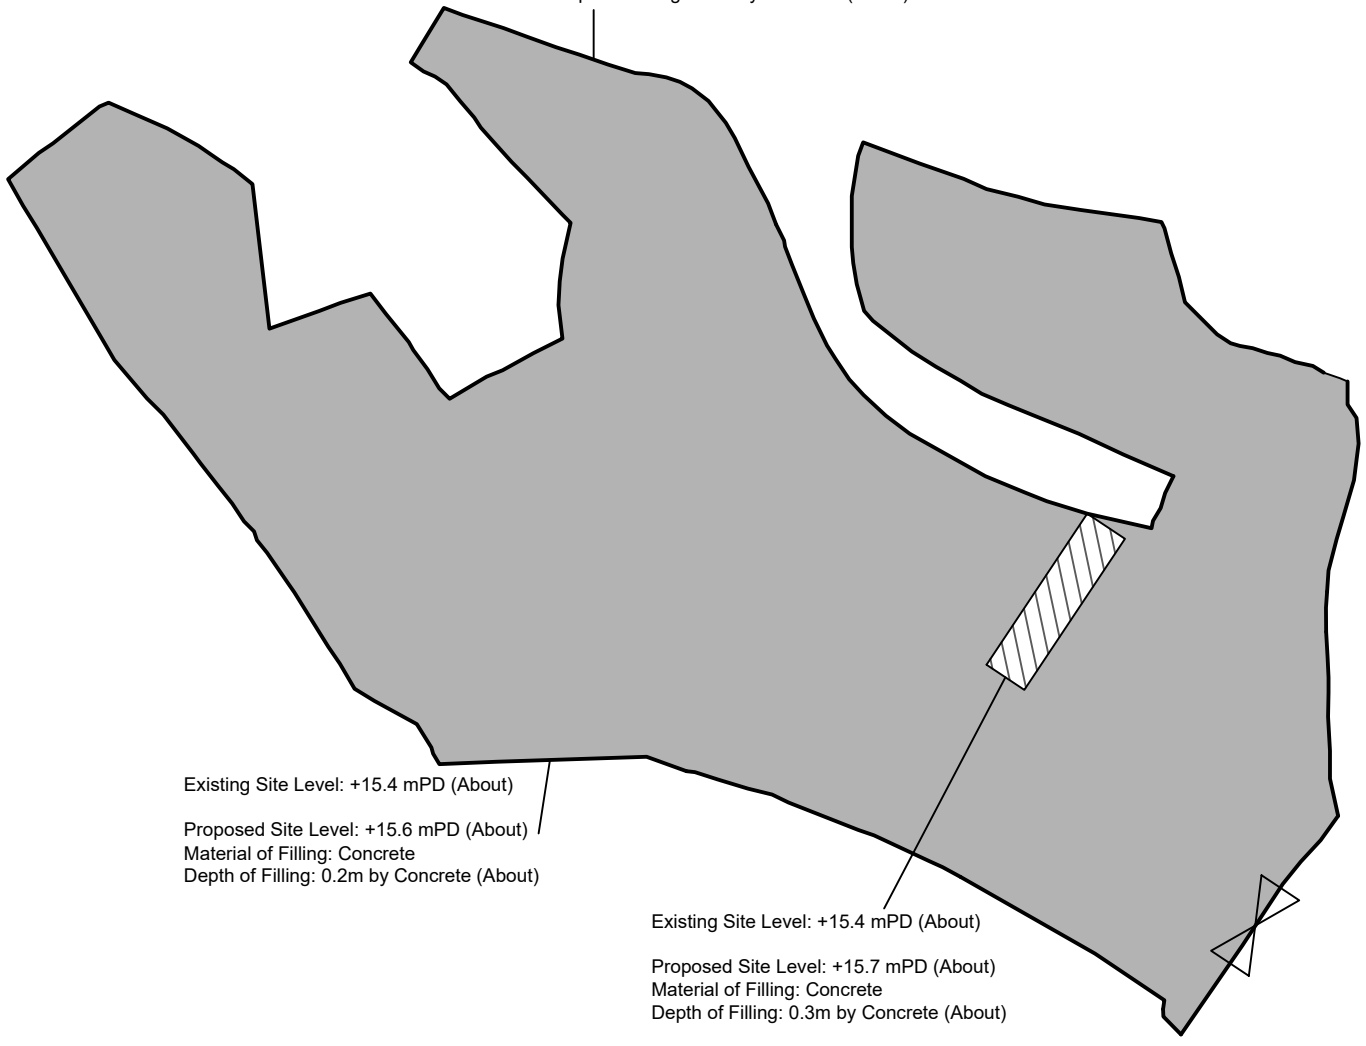 Existing Site Level: +15.4 mPD (About)
Proposed Site Level: +15.6 mPD (About)
Material of Filling: Concrete
Depth of Filling: 0.2m by Concrete (About)
Existing Site Level: +15.4 mPD (About)
Proposed Site Level: +15.7 mPD (About)
Material of Filling: Concrete
Depth of Filling: 0.3m by Concrete (About)